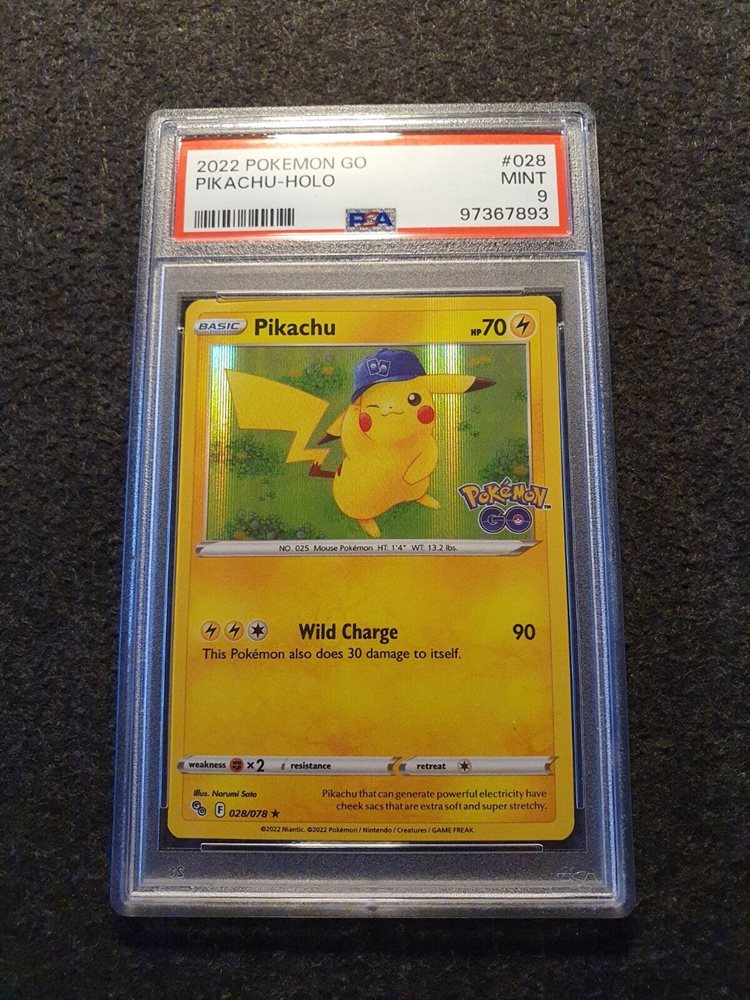 2022 POKEMON GO #028
PIKACHU-HOLO MINT
9
PSA 97367893
BASIC Pikachu HP 70
Pokémon ™
GO
NO. 025 Mouse Pokémon HT: 1'4" WT: 13.2 lbs.
Wild Charge 90
This Pokémon also does 30 damage to itself.
weakness ×2 resistance retreat
Illus. Narumi Sato
Pikachu that can generate powerful electricity have
cheek sacs that are extra soft and super stretchy.
F 028/078 ★
©2022 Niantic. ©2022 Pokémon / Nintendo / Creatures / GAME FREAK.